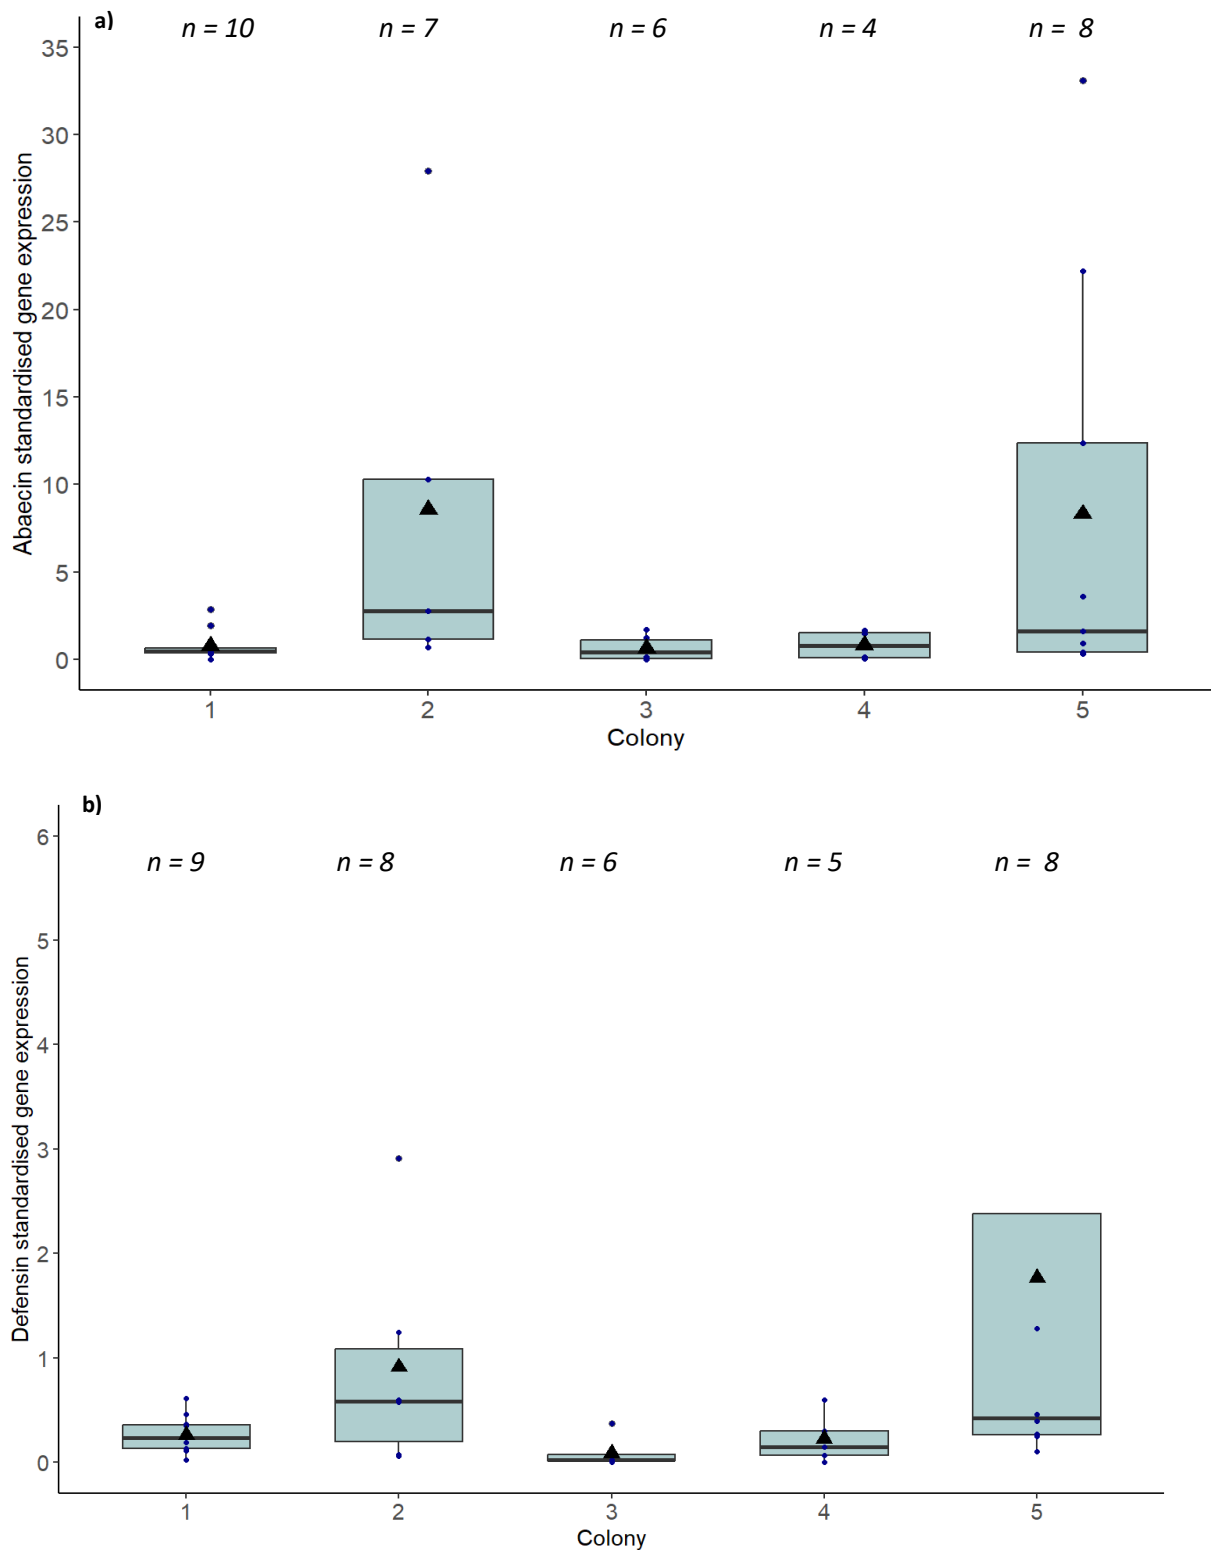 a)
n = 10 n = 7 n = 6 n = 4 n =  8
35
30
25
20
15
10
5
0
Abaecin standardised gene expression
1 2 3 4 5
Colony
b)
n = 9 n = 8 n = 6 n = 5 n =  8
6
5
4
3
2
1
0
Defensin standardised gene expression
1 2 3 4 5
Colony